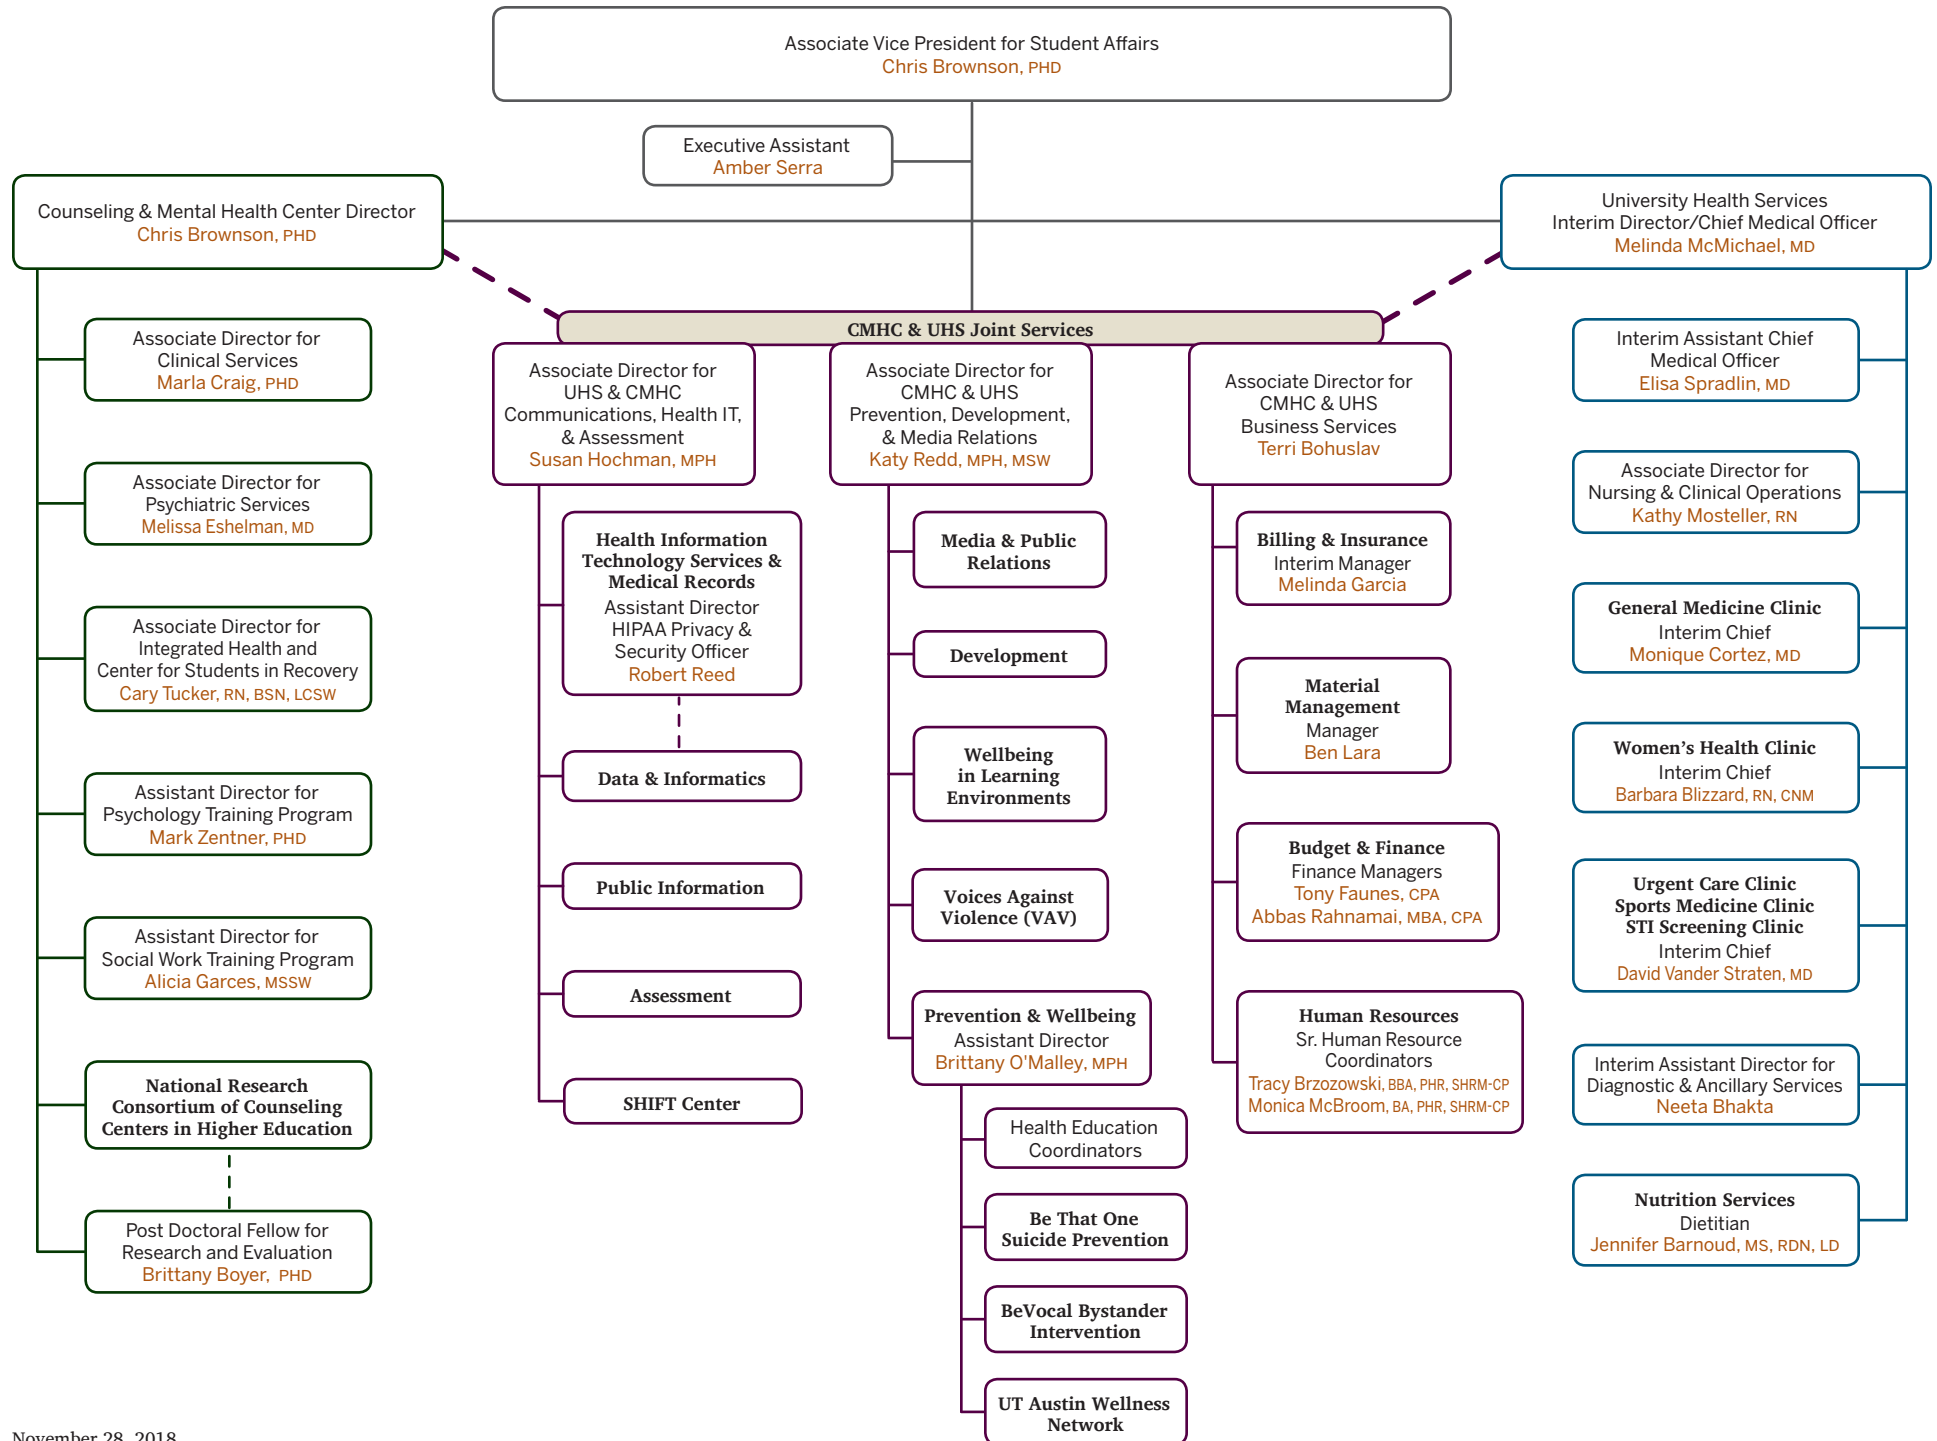 Associate Vice President for Student Affairs
Chris Brownson, PHD
Executive Assistant
Amber Serra
Counseling & Mental Health Center Director
Chris Brownson, PHD
University Health Services
Interim Director/Chief Medical Officer
Melinda McMichael, MD
Associate Director for
Clinical Services
Marla Craig, PHD
Associate Director for
Psychiatric Services
Melissa Eshelman, MD
Associate Director for
Integrated Health and
Center for Students in Recovery
Cary Tucker, RN, BSN, LCSW
Assistant Director for
Psychology Training Program
Mark Zentner, PHD
Assistant Director for
Social Work Training Program
Alicia Garces, MSSW
National Research
Consortium of Counseling
Centers in Higher Education
Post Doctoral Fellow for
Research and Evaluation
Brittany Boyer, PHD
CMHC & UHS Joint Services
Associate Director for
UHS & CMHC
Communications, Health IT,
& Assessment
Susan Hochman, MPH
Health Information
Technology Services &
Medical Records
Assistant Director
HIPAA Privacy &
Security Officer
Robert Reed
Data & Informatics
Public Information
Assessment
SHIFT Center
Associate Director for
CMHC & UHS
Prevention, Development,
& Media Relations
Katy Redd, MPH, MSW
Media & Public
Relations
Development
Wellbeing
in Learning
Environments
Voices Against
Violence (VAV)
Prevention & Wellbeing
Assistant Director
Brittany O'Malley, MPH
Health Education
Coordinators
Be That One
Suicide Prevention
BeVocal Bystander
Intervention
UT Austin Wellness
Network
Associate Director for
CMHC & UHS
Business Services
Terri Bohuslav
Billing & Insurance
Interim Manager
Melinda Garcia
Material
Management
Manager
Ben Lara
Budget & Finance
Finance Managers
Tony Faunes, CPA
Abbas Rahnamai, MBA, CPA
Human Resources
Sr. Human Resource
Coordinators
Tracy Brzozowski, BBA, PHR, SHRM-CP
Monica McBroom, BA, PHR, SHRM-CP
Interim Assistant Chief
Medical Officer
Elisa Spradlin, MD
Associate Director for
Nursing & Clinical Operations
Kathy Mosteller, RN
General Medicine Clinic
Interim Chief
Monique Cortez, MD
Women’s Health Clinic
Interim Chief
Barbara Blizzard, RN, CNM
Urgent Care Clinic
Sports Medicine Clinic
STI Screening Clinic
Interim Chief
David Vander Straten, MD
Interim Assistant Director for
Diagnostic & Ancillary Services
Neeta Bhakta
Nutrition Services
Dietitian
Jennifer Barnoud, MS, RDN, LD
November 28, 2018